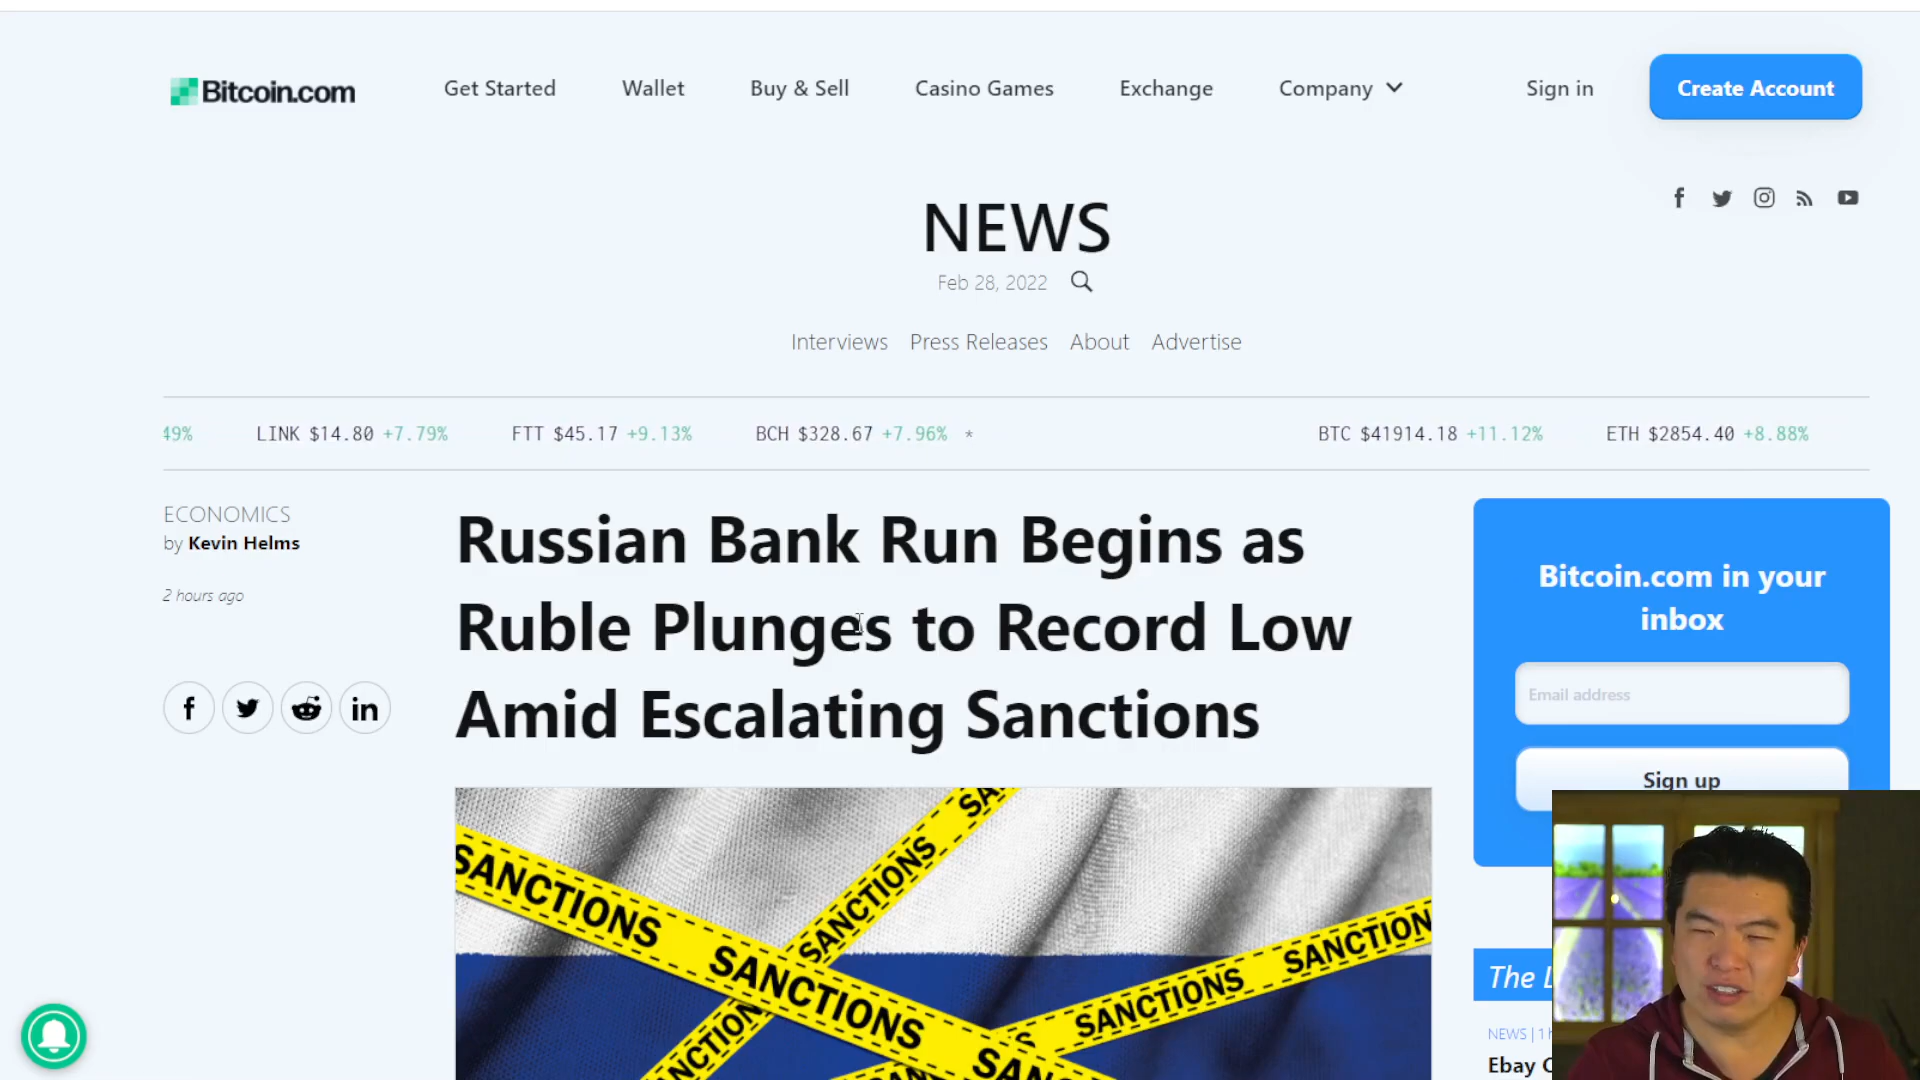 Bitcoin.com
Get Started
Wallet
Buy & Sell
Casino Games
Exchange
Company
Sign in
Create Account
NEWS
Feb 28, 2022
Interviews
Press Releases
About
Advertise
49%
LINK $14.80 +7.79%
FTT $45.17 +9.13%
BCH $328.67 +7.96% *
BTC $41914.18 +11.12%
ETH $2854.40 +8.88%
ECONOMICS
by Kevin Helms
2 hours ago
Russian Bank Run Begins as
Ruble Plunges to Record Low
Amid Escalating Sanctions
Bitcoin.com in your
inbox
Email address
Sign up
SANCTIONS SANCTIONS
SANCTIONS
SANCTIONS SANCTION
The
NEWS | 1
Ebay